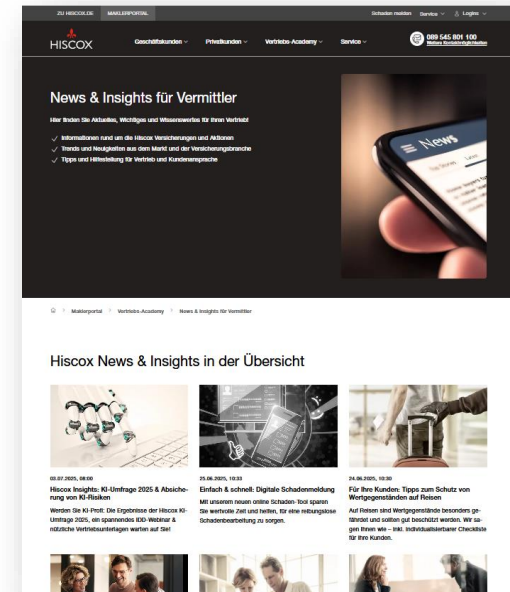 ZU HISCOX.DE MAKLERPORTAL Schaden melden Service Logins
HISCOX Geschäftskunden Privatkunden Vertriebs-Academy Service 089 545 801 100
Weitere Kontaktmöglichkeiten
News & Insights für Vermittler
Hier finden Sie Aktuelles, Wichtiges und Wissenswertes für Ihren Vertrieb!
Informationen rund um die Hiscox Versicherungen und Aktionen
Trends und Neuigkeiten aus dem Markt und der Versicherungsbranche
Tipps und Hilfestellung für Vertrieb und Kundenansprache
News
Maklerportal Vertriebs-Academy News & Insights für Vermittler
Hiscox News & Insights in der Übersicht
03.07.2025, 08:00
Hiscox Insights: KI-Umfrage 2025 & Absiche-
rung von KI-Risiken
Werden Sie KI-Profi: Die Ergebnisse der Hiscox KI-
Umfrage 2025, ein spannendes IDD-Webinar &
nützliche Vertriebsunterlagen warten auf Sie!
25.06.2025, 10:33
Einfach & schnell: Digitale Schadenmeldung
Mit unserem neuen online Schaden-Tool sparen
Sie wertvolle Zeit und helfen, für eine reibungslose
Schadenbearbeitung zu sorgen.
24.06.2025, 10:30
Für Ihre Kunden: Tipps zum Schutz von
Wertgegenständen auf Reisen
Auf Reisen sind Wertgegenstände besonders ge-
fährdet und sollten gut beschützt werden. Wir sa-
gen Ihnen wie – inkl. individualisierbarer Checkliste
für Ihre Kunden.